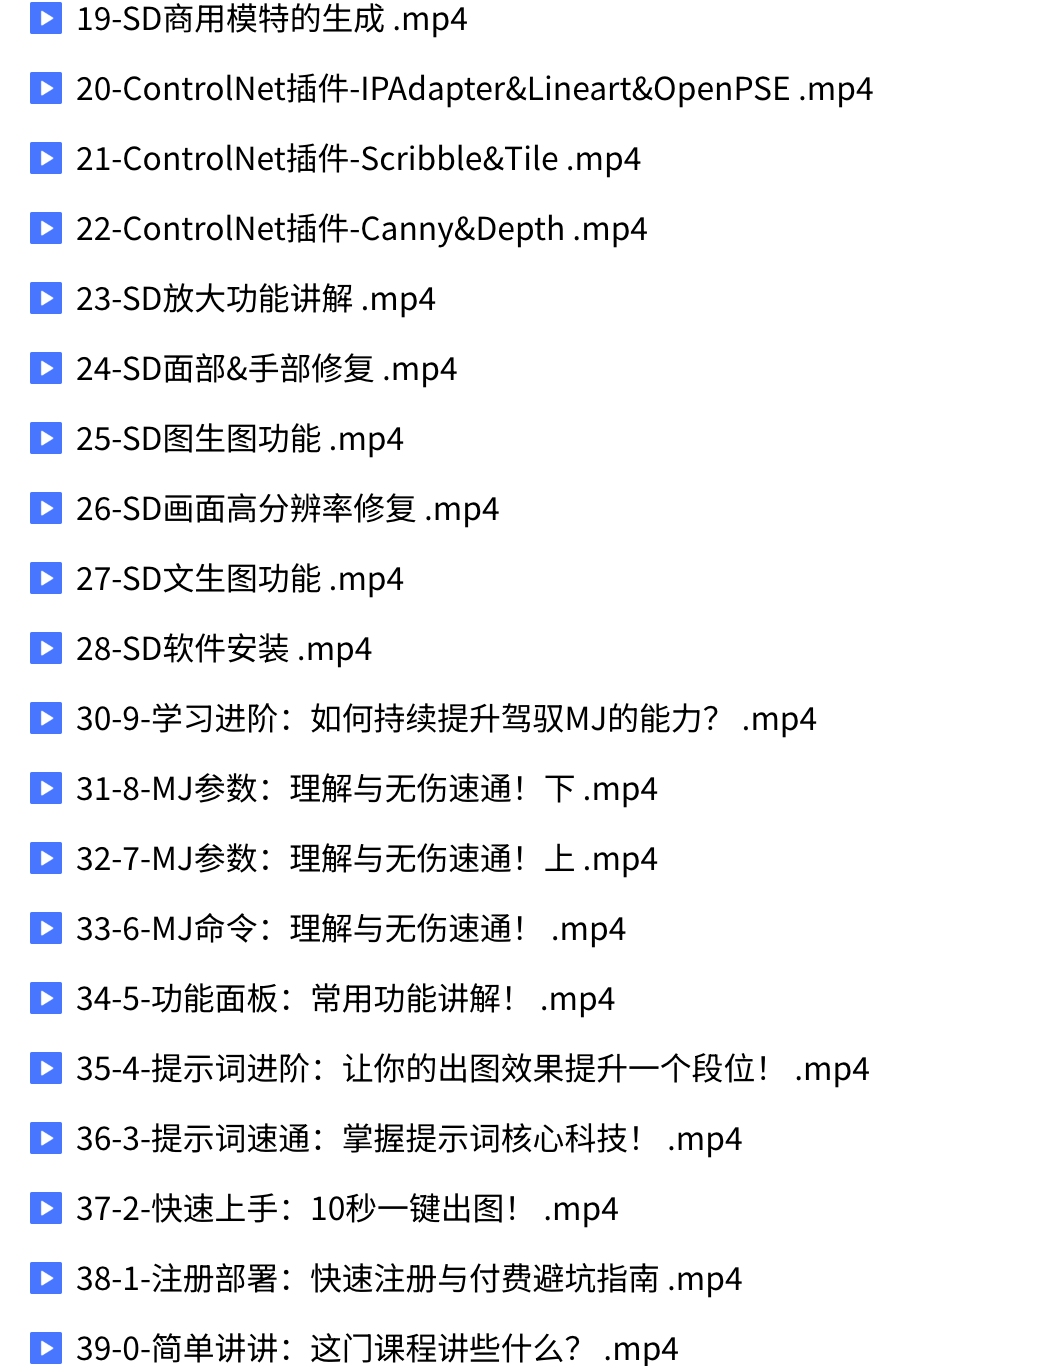 19-SD商用模特的生成 .mp4
20-ControlNet插件-IPAdapter&Lineart&OpenPSE .mp4
21-ControlNet插件-Scribble&Tile .mp4
22-ControlNet插件-Canny&Depth .mp4
23-SD放大功能讲解 .mp4
24-SD面部&手部修复 .mp4
25-SD图生图功能 .mp4
26-SD画面高分辨率修复 .mp4
27-SD文生图功能 .mp4
28-SD软件安装 .mp4
30-9-学习进阶：如何持续提升驾驭MJ的能力？ .mp4
31-8-MJ参数：理解与无伤速通！下 .mp4
32-7-MJ参数：理解与无伤速通！上 .mp4
33-6-MJ命令：理解与无伤速通！ .mp4
34-5-功能面板：常用功能讲解！ .mp4
35-4-提示词进阶：让你的出图效果提升一个段位！ .mp4
36-3-提示词速通：掌握提示词核心科技！ .mp4
37-2-快速上手：10秒一键出图！ .mp4
38-1-注册部署：快速注册与付费避坑指南 .mp4
39-0-简单讲讲：这门课程讲些什么？ .mp4